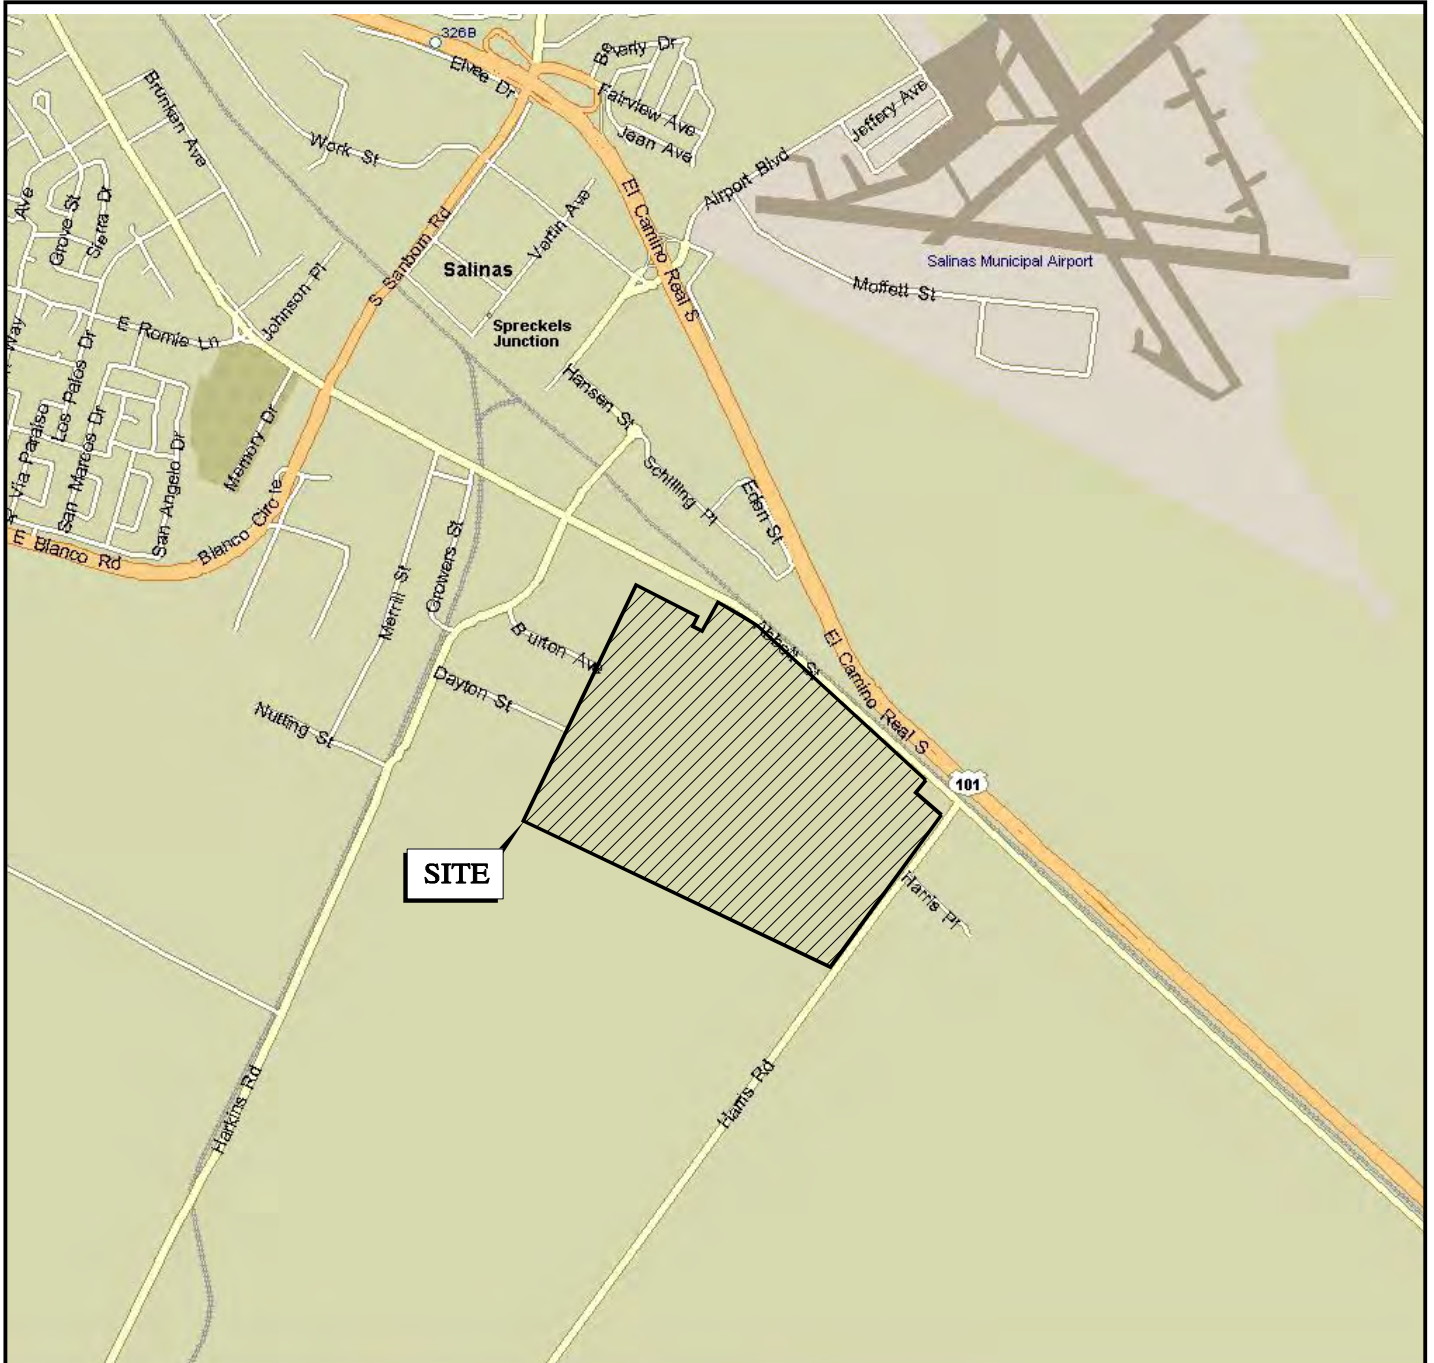 326B
Elvee Dr
Beverly Dr
Fairview Ave
Jean Ave
Jeffery Ave
Brunken Ave
Work St
Airport Blvd
El Camino Real S
Ave
Grove St
Sierra Dr
S Sanborn Rd
Salinas
Salinas Municipal Airport
Moffett St
Johnson Pl
E Romie Ln
Spreckels
Junction
Way
Los Palos Dr
Hansen St
Via Paraiso
San Marcos Dr
San Angelo Dr
Memory Dr
Schilling Pl
Eden St
E Blanco Rd
Blanco Circle
Merrill St
Growers St
Burton Ave
Abbott St
El Camino Real S
Dayton St
Nutting St
101
SITE
Harris Pl
Harkins Rd
Harris Rd